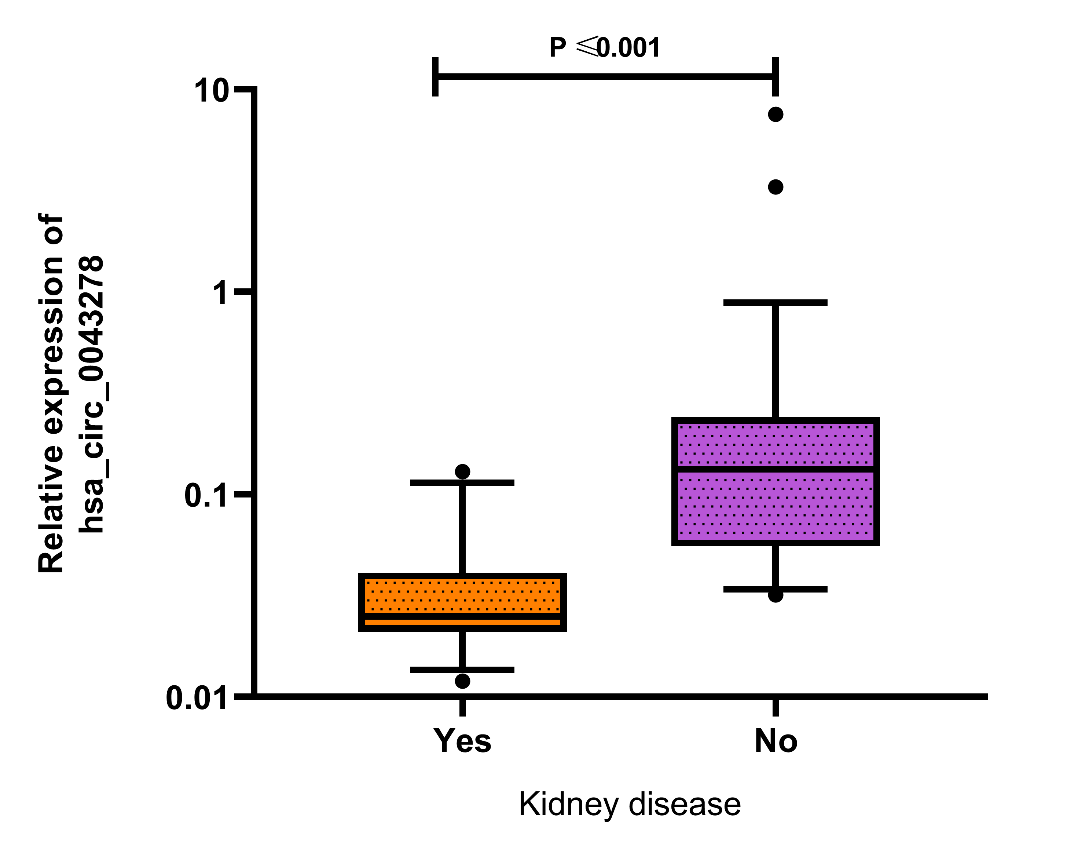 P ⩽0.001
10
1
0.1
0.01
Relative expression of
hsa_circ_0043278
Yes
No
Kidney disease